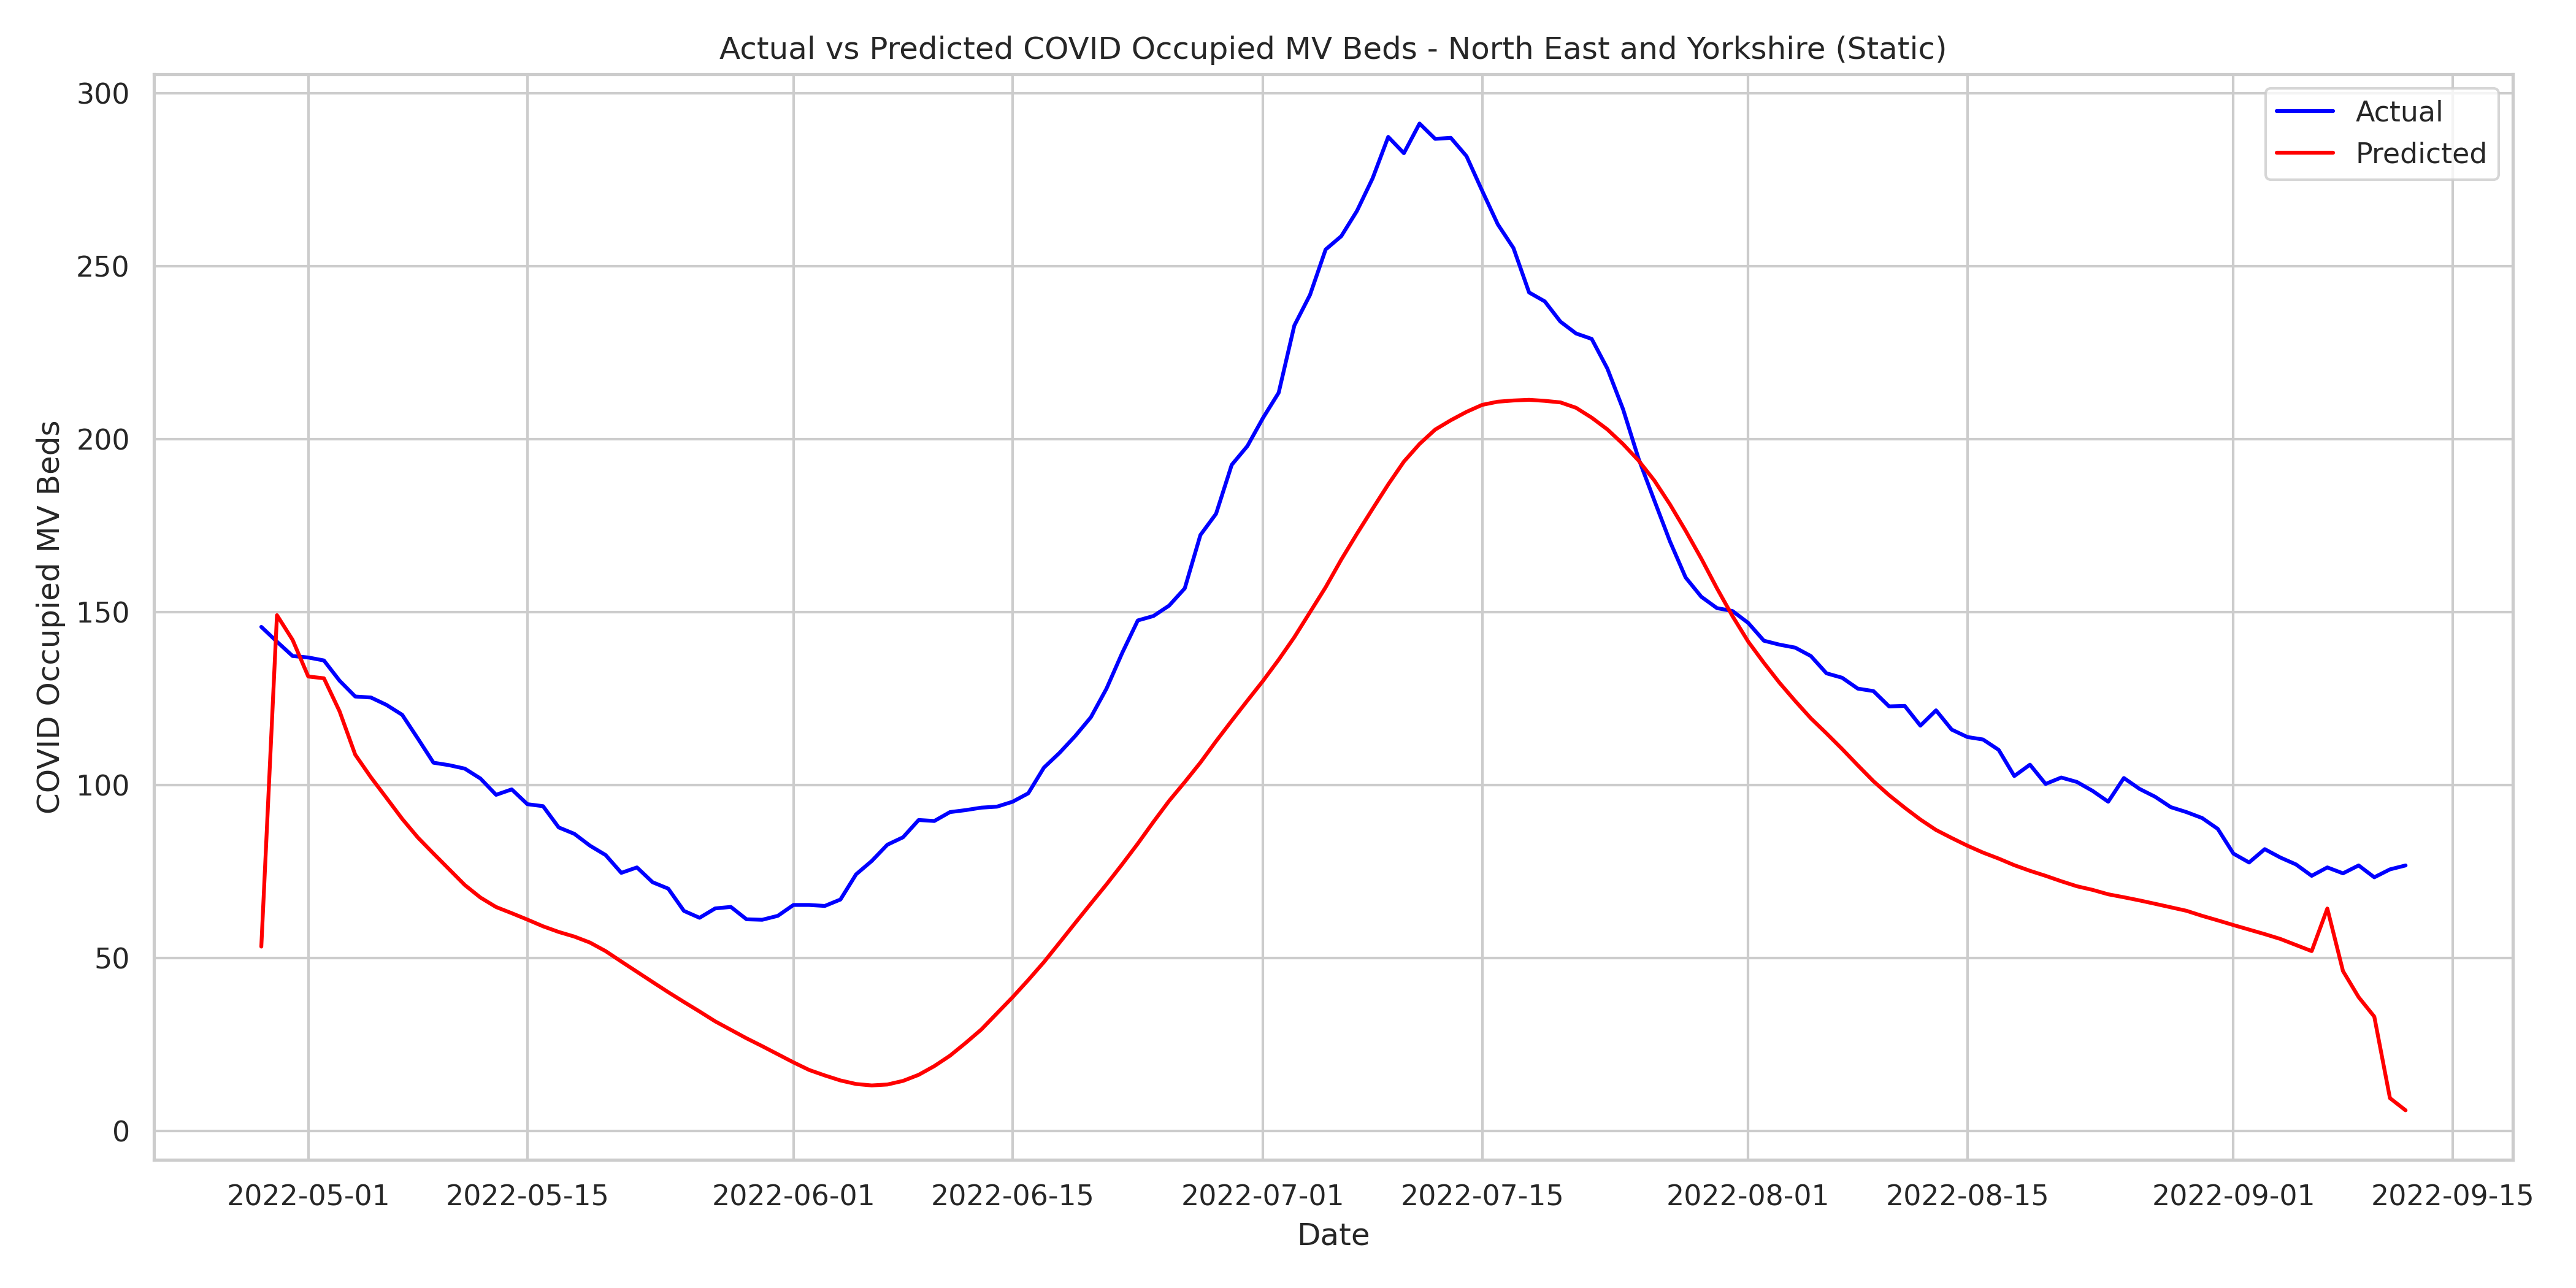 Actual vs Predicted COVID Occupied MV Beds - North East and Yorkshire (Static)
300
250
200
150
100
50
0
COVID Occupied MV Beds
Actual
Predicted
2022-05-01 2022-05-15 2022-06-01 2022-06-15 2022-07-01 2022-07-15 2022-08-01 2022-08-15 2022-09-01 2022-09-15
Date